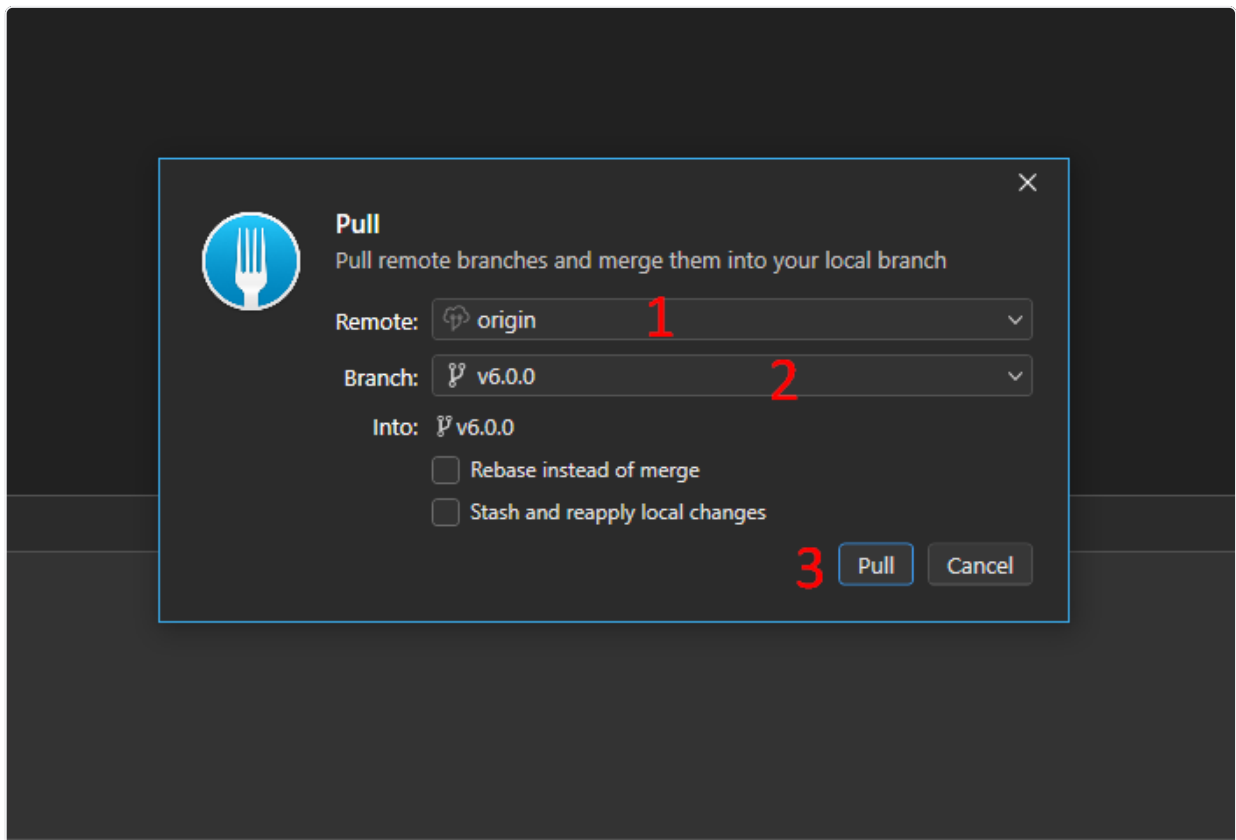 Pull
Pull remote branches and merge them into your local branch
Remote: origin 1
Branch: v6.0.0 2
Into: v6.0.0
Rebase instead of merge
Stash and reapply local changes
3 Pull Cancel